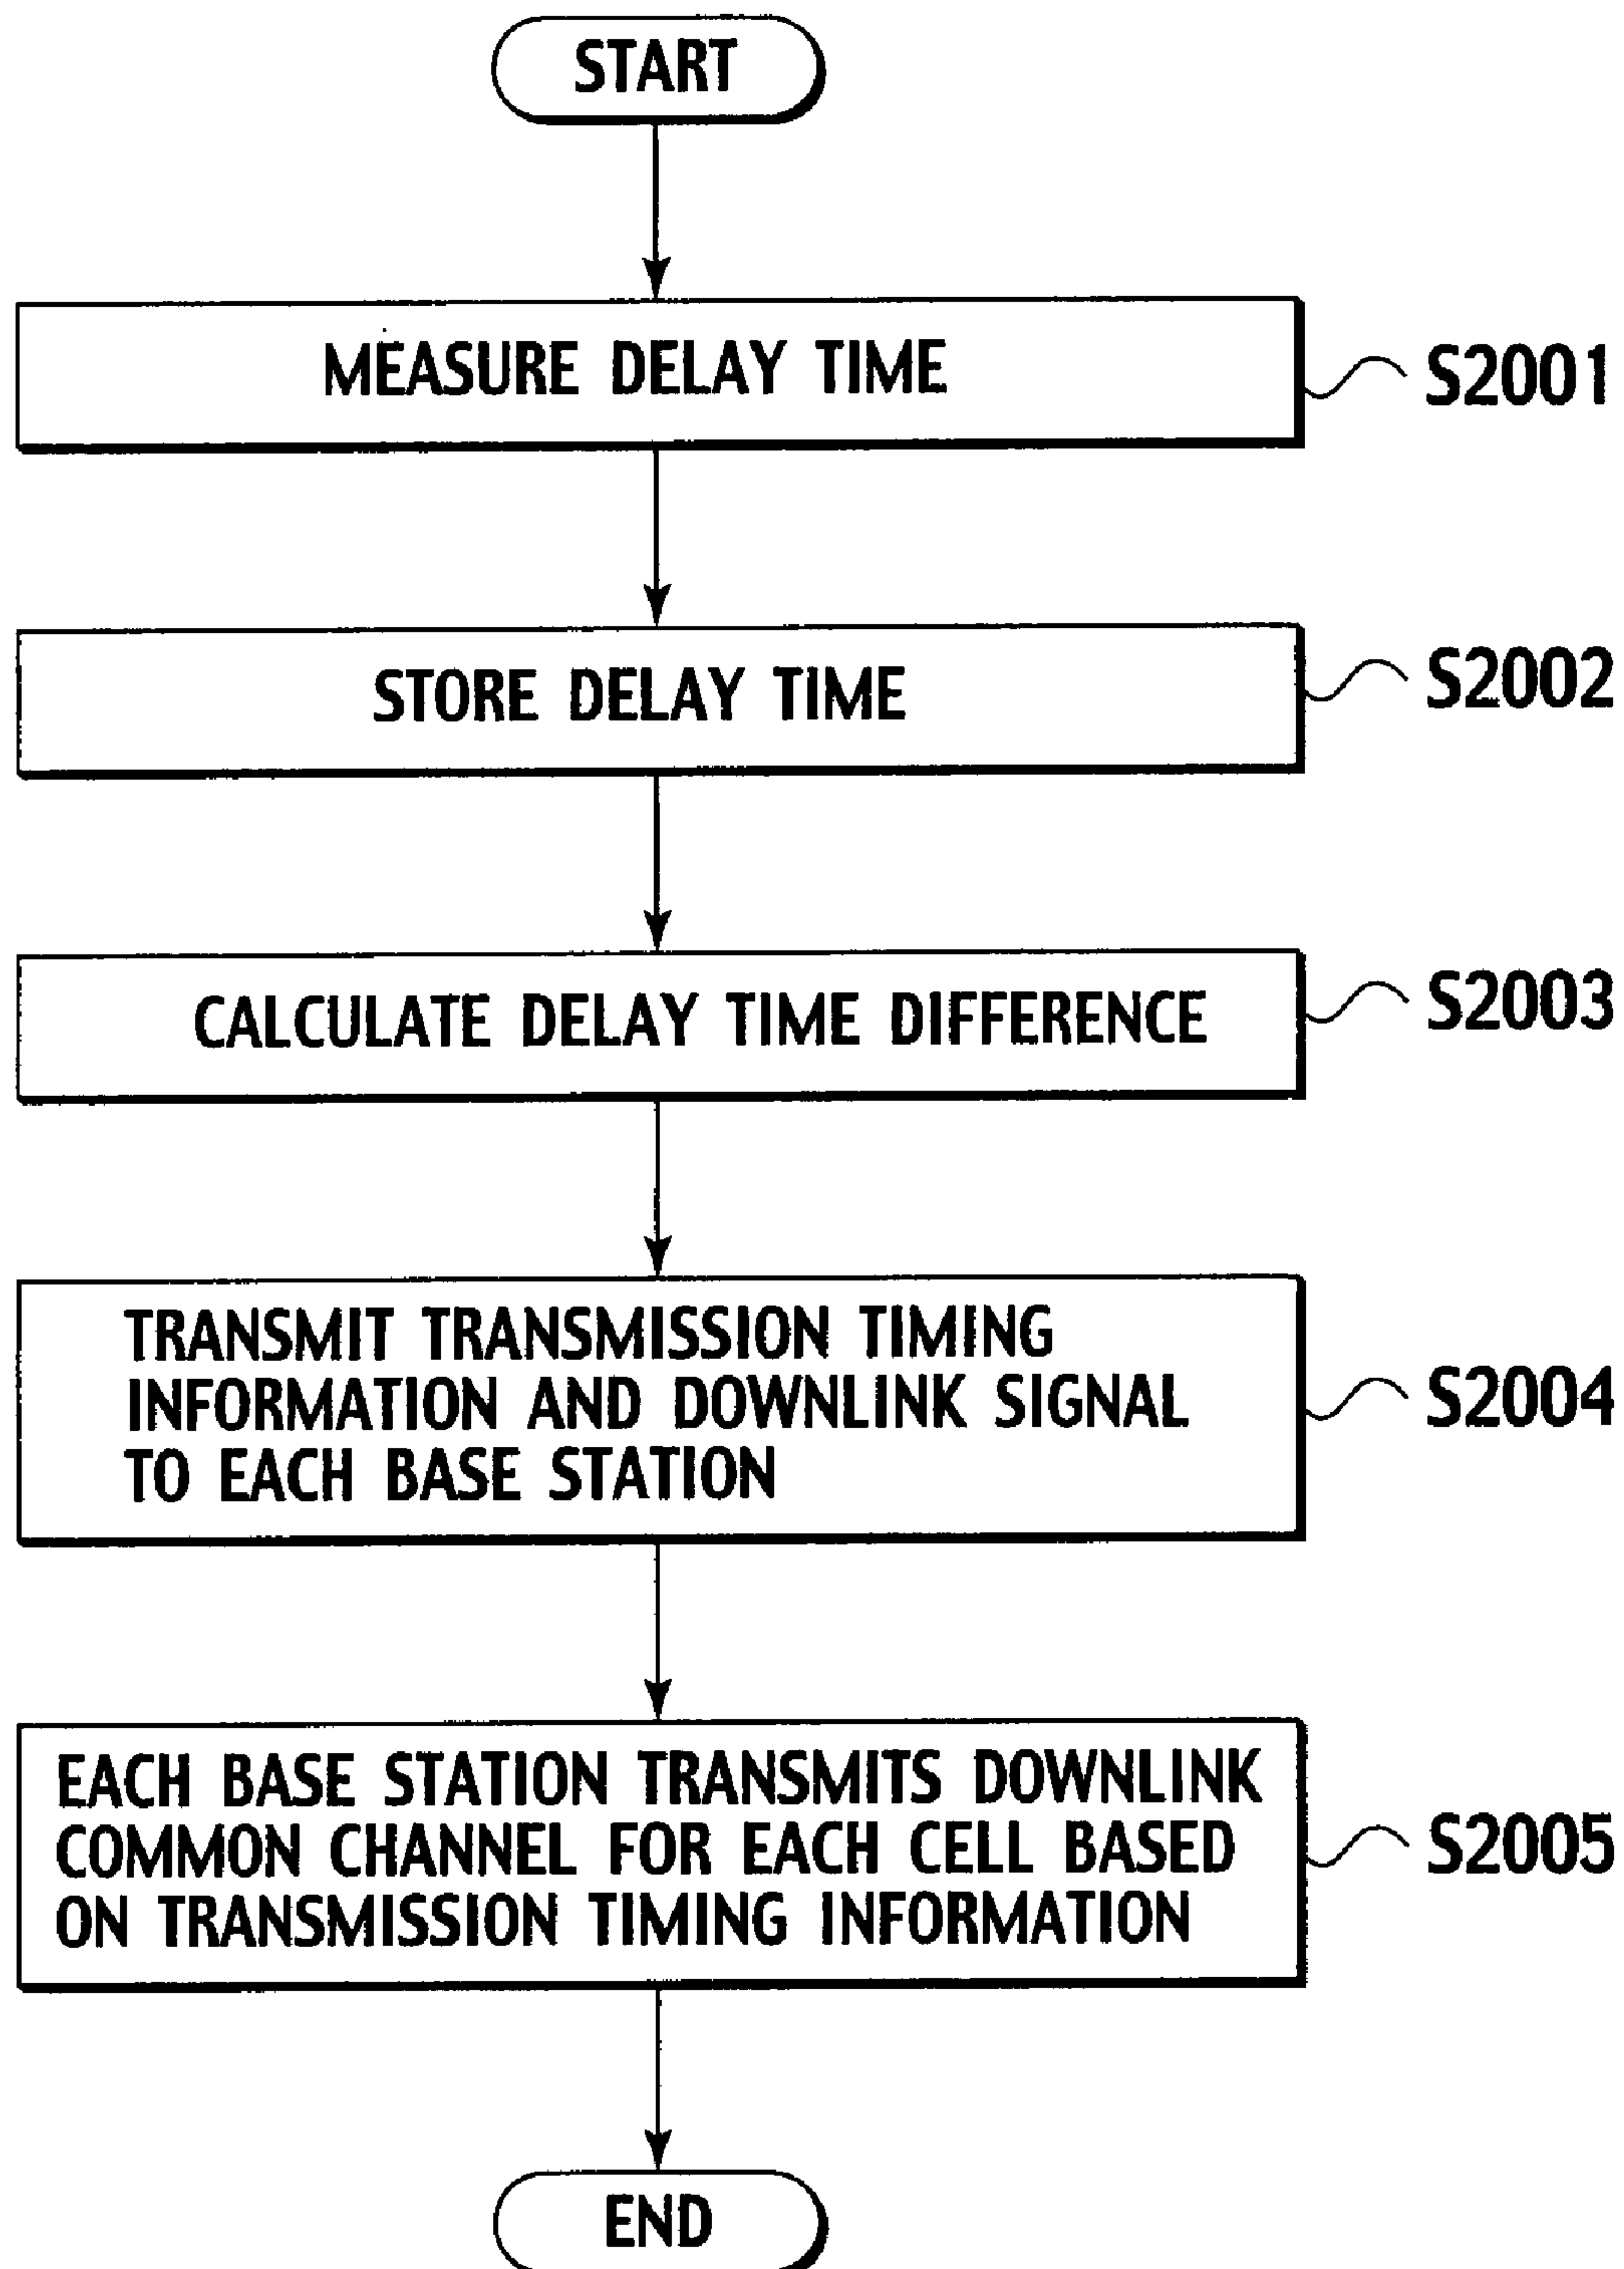 START
MEASURE DELAY TIME
S2001
STORE DELAY TIME
S2002
CALCULATE DELAY TIME DIFFERENCE
S2003
TRANSMIT TRANSMISSION TIMING
INFORMATION AND DOWNLINK SIGNAL
TO EACH BASE STATION
S2004
EACH BASE STATION TRANSMITS DOWNLINK
COMMON CHANNEL FOR EACH CELL BASED
ON TRANSMISSION TIMING INFORMATION
S2005
END